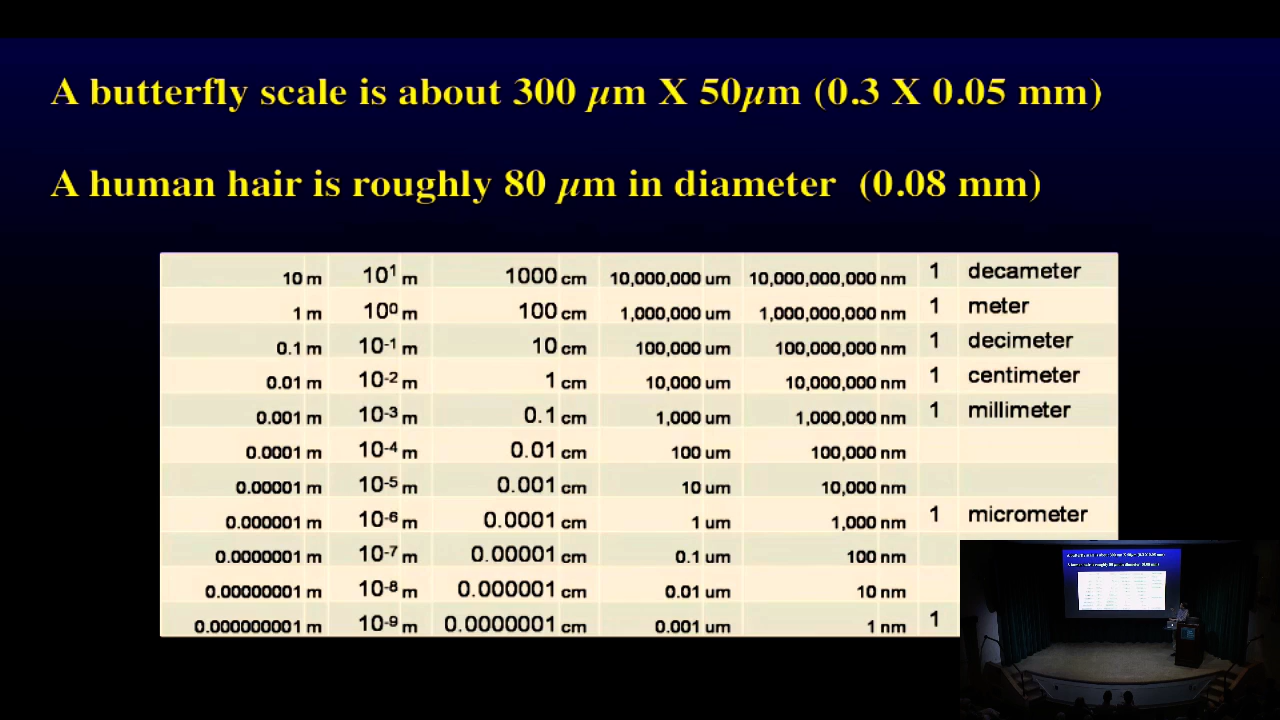 A butterfly scale is about 300 µm X 50µm (0.3 X 0.05 mm)
A human hair is roughly 80 µm in diameter (0.08 mm)
10 m 10¹ m 1000 cm 10,000,000 um 10,000,000,000 nm 1 decameter
1 m 10⁰ m 100 cm 1,000,000 um 1,000,000,000 nm 1 meter
0.1 m 10⁻¹ m 10 cm 100,000 um 100,000,000 nm 1 decimeter
0.01 m 10⁻² m 1 cm 10,000 um 10,000,000 nm 1 centimeter
0.001 m 10⁻³ m 0.1 cm 1,000 um 1,000,000 nm 1 millimeter
0.0001 m 10⁻⁴ m 0.01 cm 100 um 100,000 nm
0.00001 m 10⁻⁵ m 0.001 cm 10 um 10,000 nm
0.000001 m 10⁻⁶ m 0.0001 cm 1 um 1,000 nm 1 micrometer
0.0000001 m 10⁻⁷ m 0.00001 cm 0.1 um 100 nm
0.00000001 m 10⁻⁸ m 0.000001 cm 0.01 um 10 nm
0.000000001 m 10⁻⁹ m 0.0000001 cm 0.001 um 1 nm 1